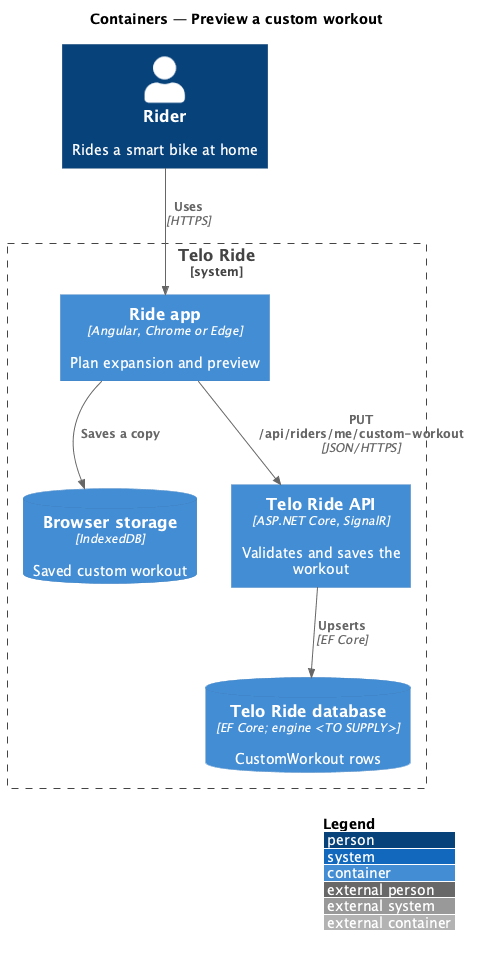 Containers — Preview a custom workout
Rider
Rides a smart bike at home
Uses
[HTTPS]
Telo Ride
[system]
Ride app
[Angular, Chrome or Edge]
Plan expansion and preview
Saves a copy
PUT
/api/riders/me/custom-workout
[JSON/HTTPS]
Browser storage
[IndexedDB]
Saved custom workout
Telo Ride API
[ASP.NET Core, SignalR]
Validates and saves the
workout
Upserts
[EF Core]
Telo Ride database
[EF Core; engine <TO SUPPLY>]
CustomWorkout rows
Legend
person
system
container
external person
external system
external container